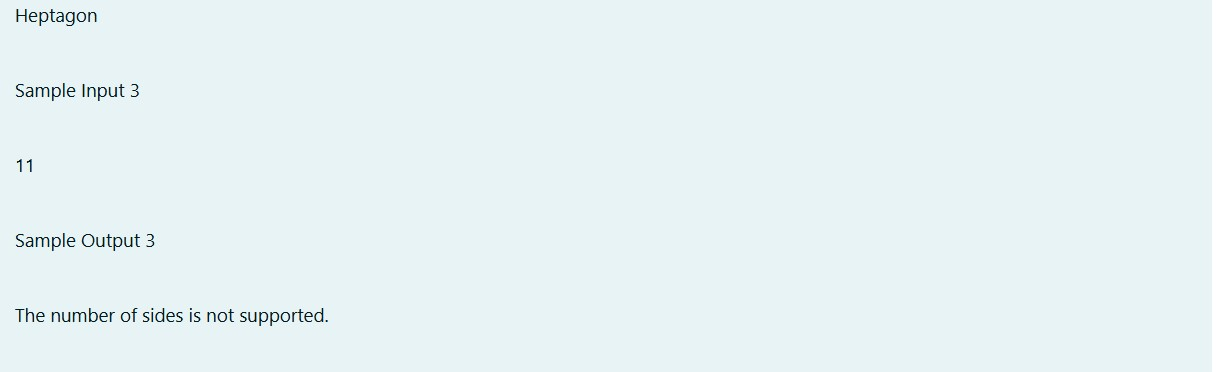 Heptagon
Sample Input 3
11
Sample Output 3
The number of sides is not supported.